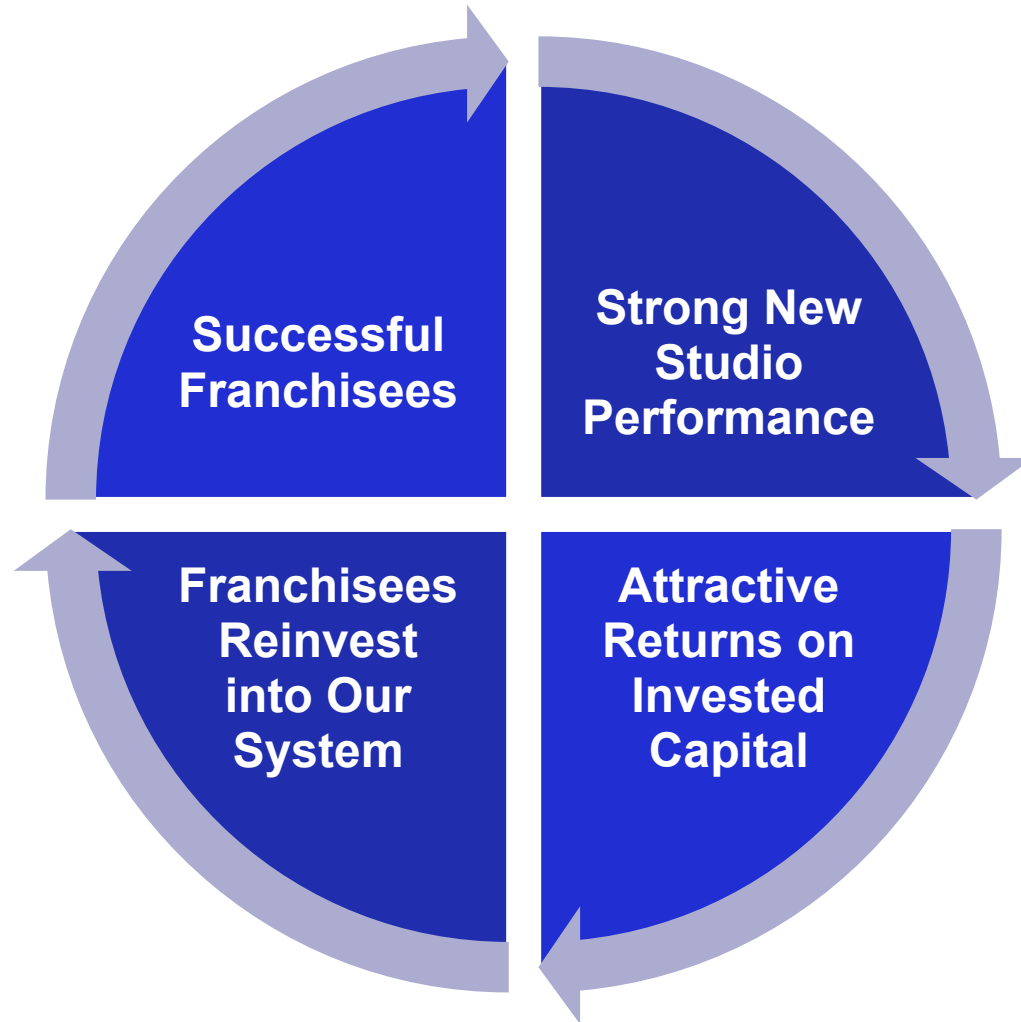 Successful
Franchisees
Strong New
Studio
Performance
Franchisees
Reinvest
into Our
System
Attractive
Returns on
Invested
Capital